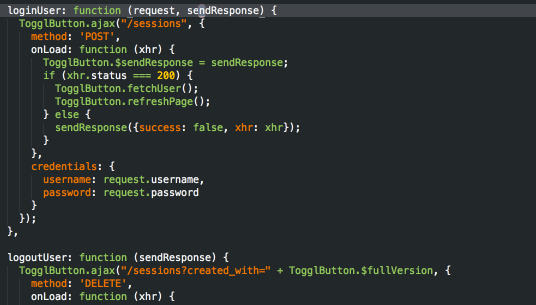 loginUser: function (request, sendResponse) {
  TogglButton.ajax("/sessions", {
    method: 'POST',
    onLoad: function (xhr) {
      TogglButton.$sendResponse = sendResponse;
      if (xhr.status === 200) {
        TogglButton.fetchUser();
        TogglButton.refreshPage();
      } else {
        sendResponse({success: false, xhr: xhr});
      }
    },
    credentials: {
      username: request.username,
      password: request.password
    }
  });
},
logoutUser: function (sendResponse) {
  TogglButton.ajax("/sessions?created_with=" + TogglButton.$fullVersion, {
    method: 'DELETE',
    onLoad: function (xhr) {